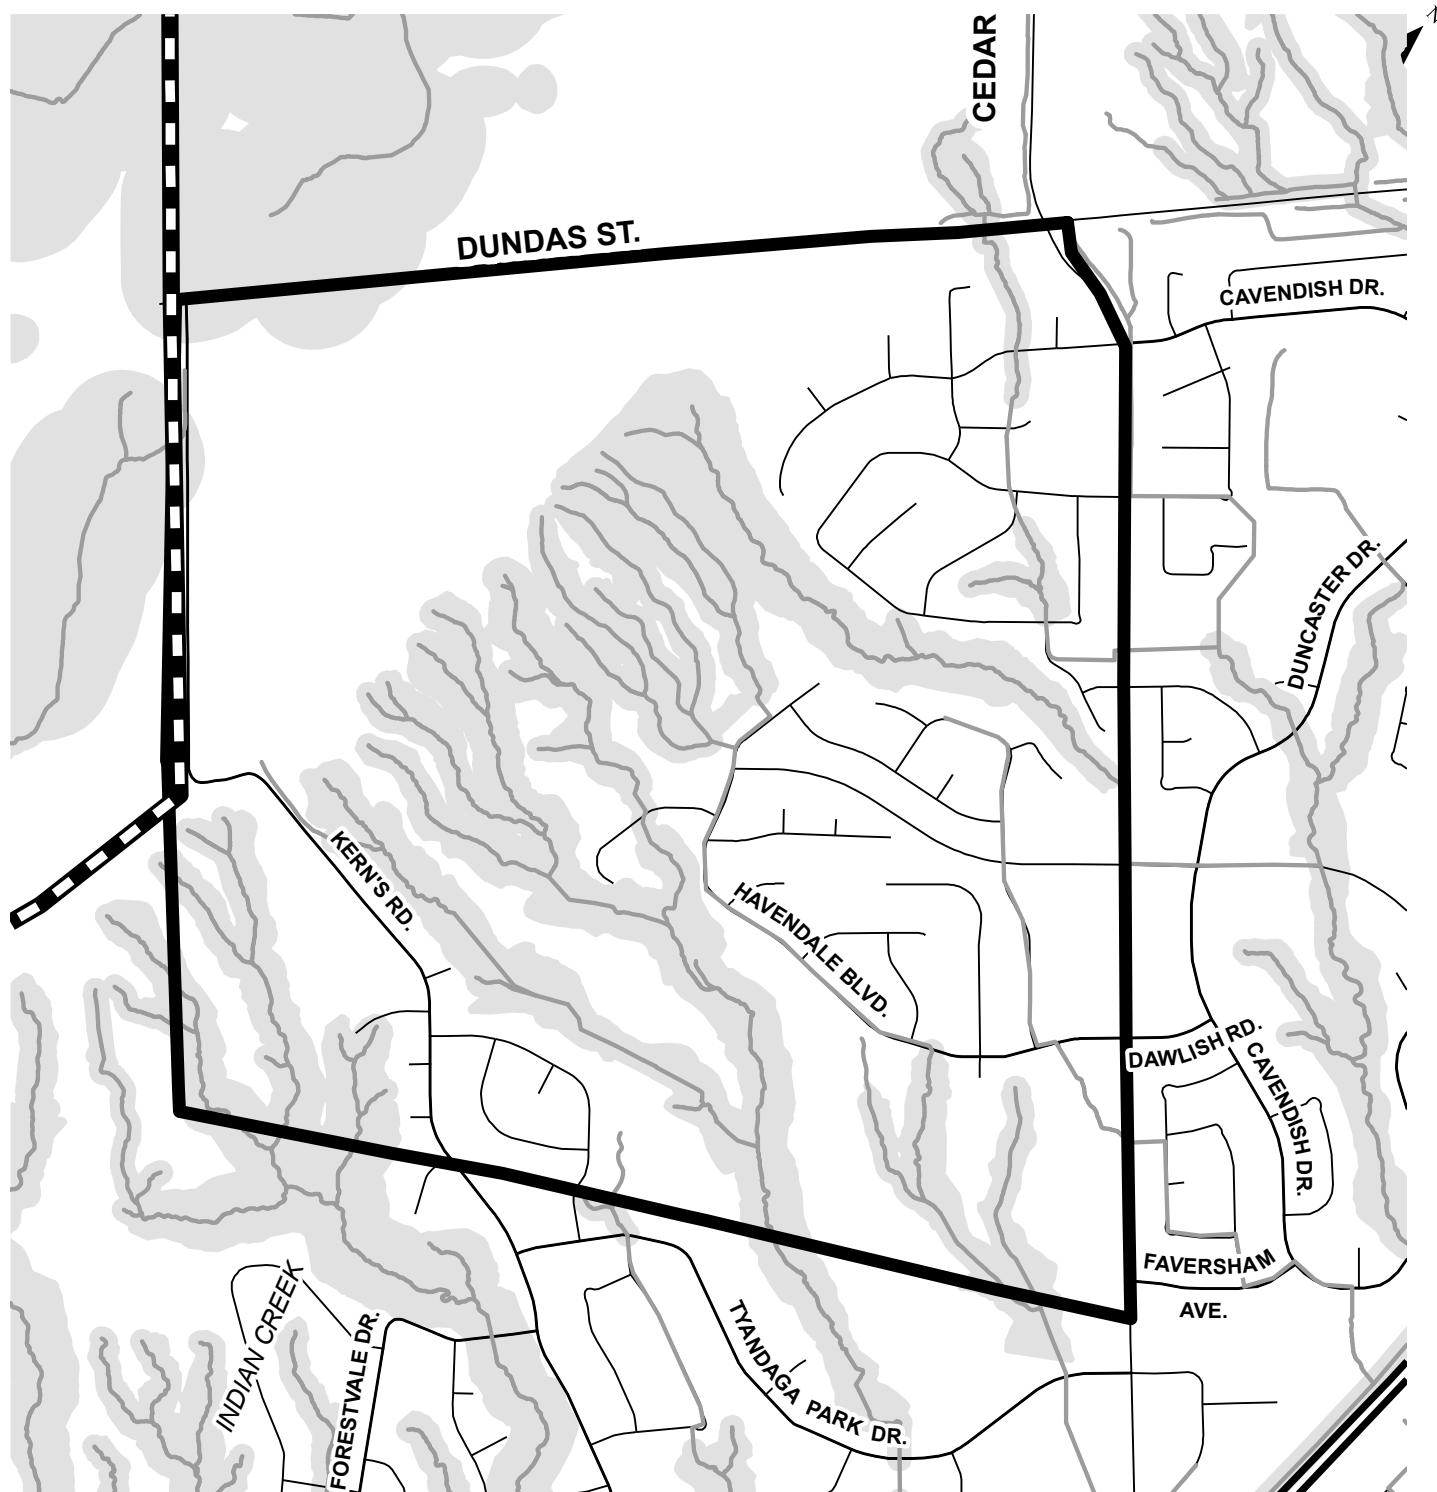 N
CEDAR
DUNDAS ST.
CAVENDISH DR.
DUNCASTER DR.
KERN'S RD.
HAVENDALE BLVD.
DAWLISH RD.
CAVENDISH DR.
FAVERSHAM
AVE.
INDIAN CREEK
FORESTVALE DR.
TYANDAGA PARK DR.